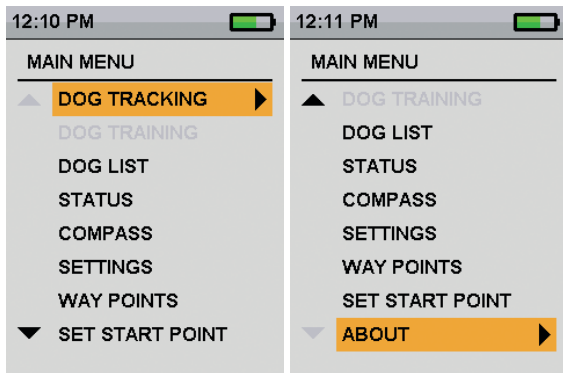 12:10 PM
MAIN MENU
DOG TRACKING
DOG TRAINING
DOG LIST
STATUS
COMPASS
SETTINGS
WAY POINTS
SET START POINT
12:11 PM
MAIN MENU
DOG TRAINING
DOG LIST
STATUS
COMPASS
SETTINGS
WAY POINTS
SET START POINT
ABOUT